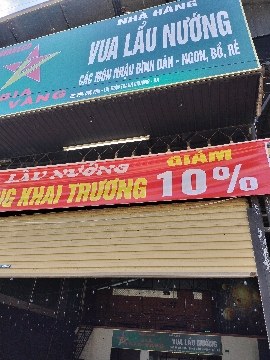 NHÀ HÀNG
VUA LẨU NƯỚNG
CÁC MÓN NHẬU BÌNH DÂN - NGON, BỔ, RẺ
VÀNG
LẨU NƯỚNG GIẢM
KHAI TRƯƠNG 10%
VUA LẨU NƯỚNG